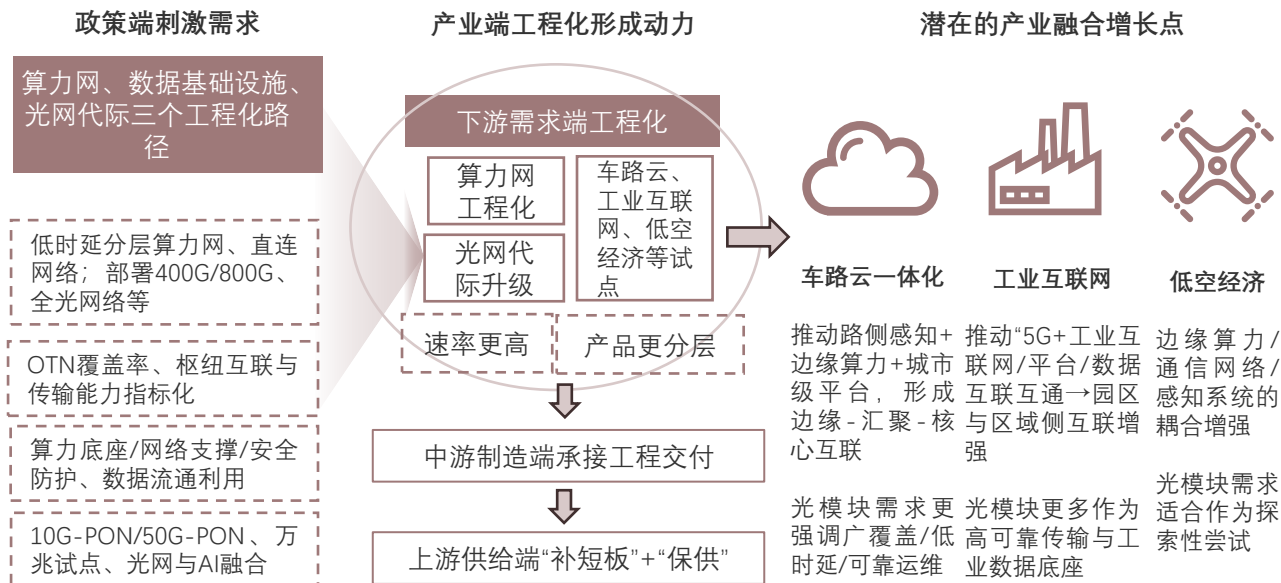 政策端刺激需求
算力网、数据基础设施、
光网代际三个工程化路
径
低时延分层算力网、直连
网络；部署400G/800G、
全光网络等
OTN覆盖率、枢纽互联与
传输能力指标化
算力底座/网络支撑/安全
防护、数据流通利用
10G-PON/50G-PON、万
兆试点、光网与AI融合
产业端工程化形成动力
下游需求端工程化
算力网
工程化
光网代
际升级
车路云、
工业互联
网、低空
经济等试
点
速率更高
产品更分层
中游制造端承接工程交付
上游供给端“补短板”+“保供”
潜在的产业融合增长点
车路云一体化
推动路侧感知+
边缘算力+城市
级平台，形成
边缘-汇聚-核
心互联
光模块需求更
强调广覆盖/低
时延/可靠运维
工业互联网
推动“5G+工业互
联网/平台/数据
互联互通→园区
与区域侧互联增
强
光模块更多作为
高可靠传输与工
业数据底座
低空经济
边缘算力/
通信网络/
感知系统的
耦合增强
光模块需求
适合作为探
索性尝试